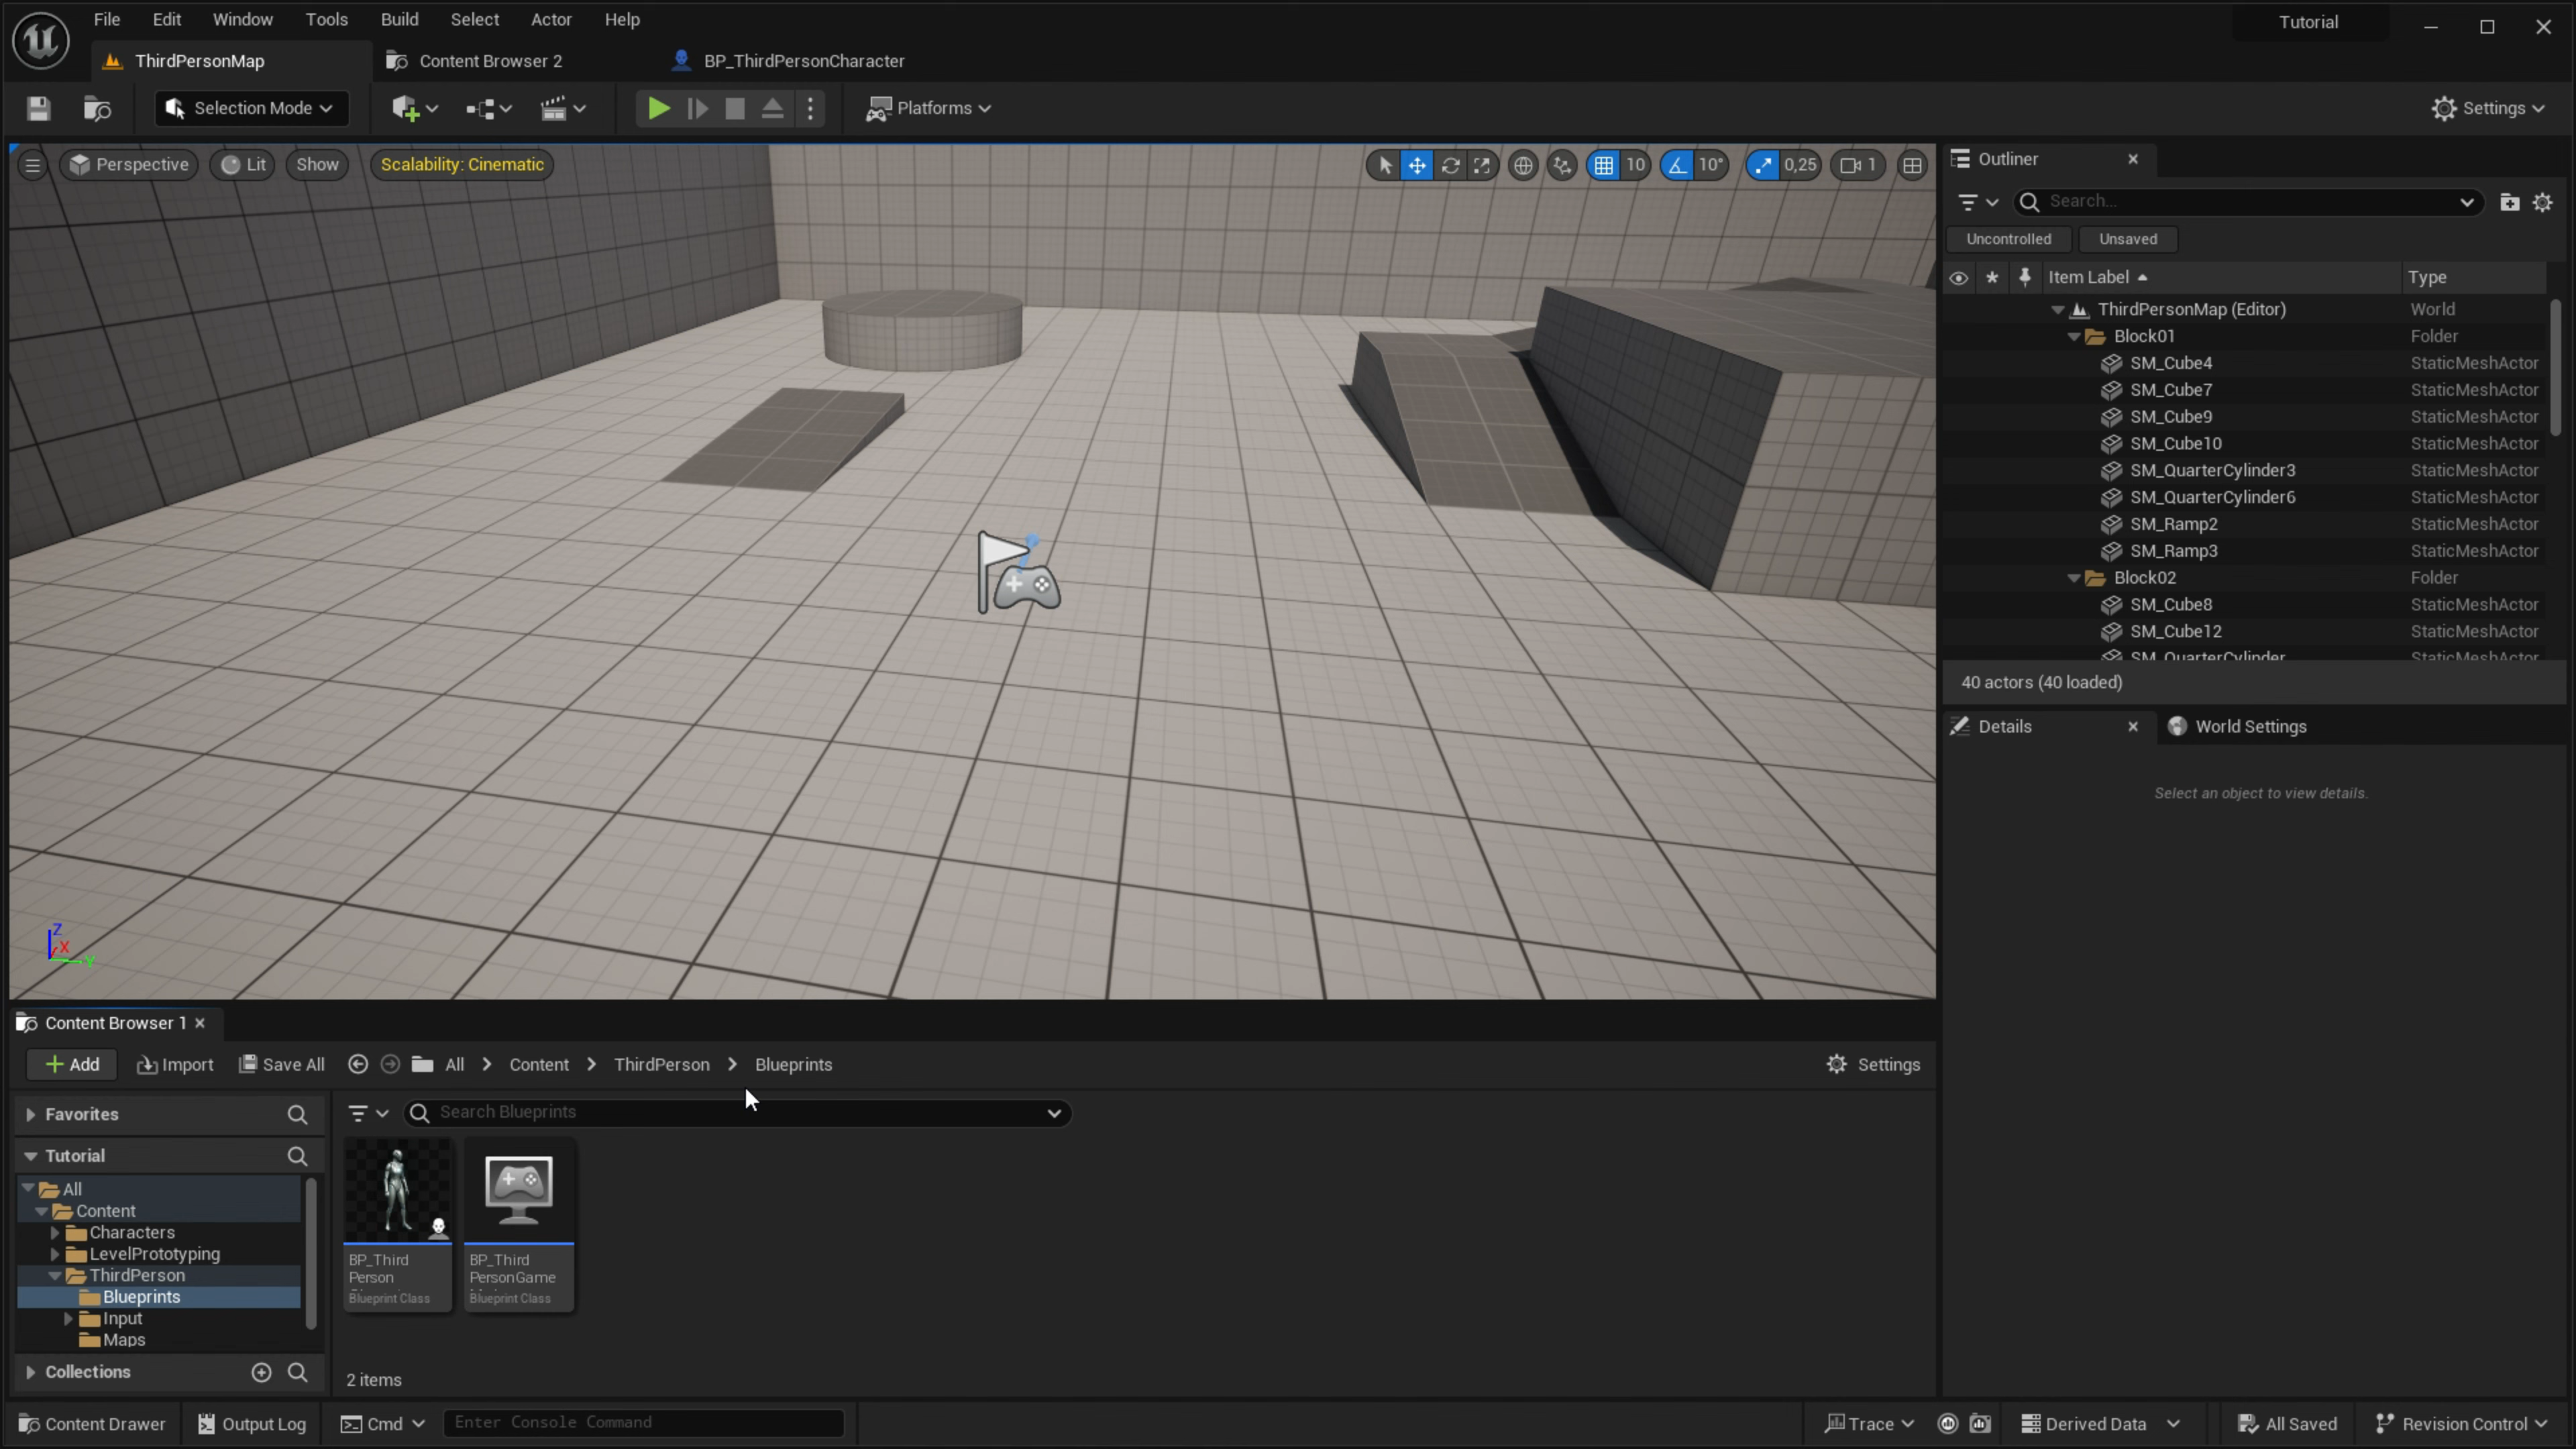 File Edit Window Tools Build Select Actor Help
Tutorial
ThirdPersonMap
Content Browser 2
BP_ThirdPersonCharacter
Selection Mode
Platforms
Settings
Perspective
Lit
Show
Scalability: Cinematic
10
10°
0,25
1
Outliner
Search...
Uncontrolled
Unsaved
Item Label
Type
ThirdPersonMap (Editor) World
Block01 Folder
SM_Cube4 StaticMeshActor
SM_Cube7 StaticMeshActor
SM_Cube9 StaticMeshActor
SM_Cube10 StaticMeshActor
SM_QuarterCylinder3 StaticMeshActor
SM_QuarterCylinder6 StaticMeshActor
SM_Ramp2 StaticMeshActor
SM_Ramp3 StaticMeshActor
Block02 Folder
SM_Cube8 StaticMeshActor
SM_Cube12 StaticMeshActor
SM_QuarterCylinder StaticMeshActor
40 actors (40 loaded)
Details
World Settings
Select an object to view details.
Z
X
Y
Content Browser 1
Add
Import
Save All
All > Content > ThirdPerson > Blueprints
Settings
Favorites
Search Blueprints
Tutorial
All
Content
Characters
LevelPrototyping
ThirdPerson
Blueprints
Input
Maps
Collections
BP_Third
Person
Blueprint Class
BP_Third
PersonGame
Blueprint Class
2 items
Content Drawer
Output Log
Cmd
Enter Console Command
Trace
Derived Data
All Saved
Revision Control